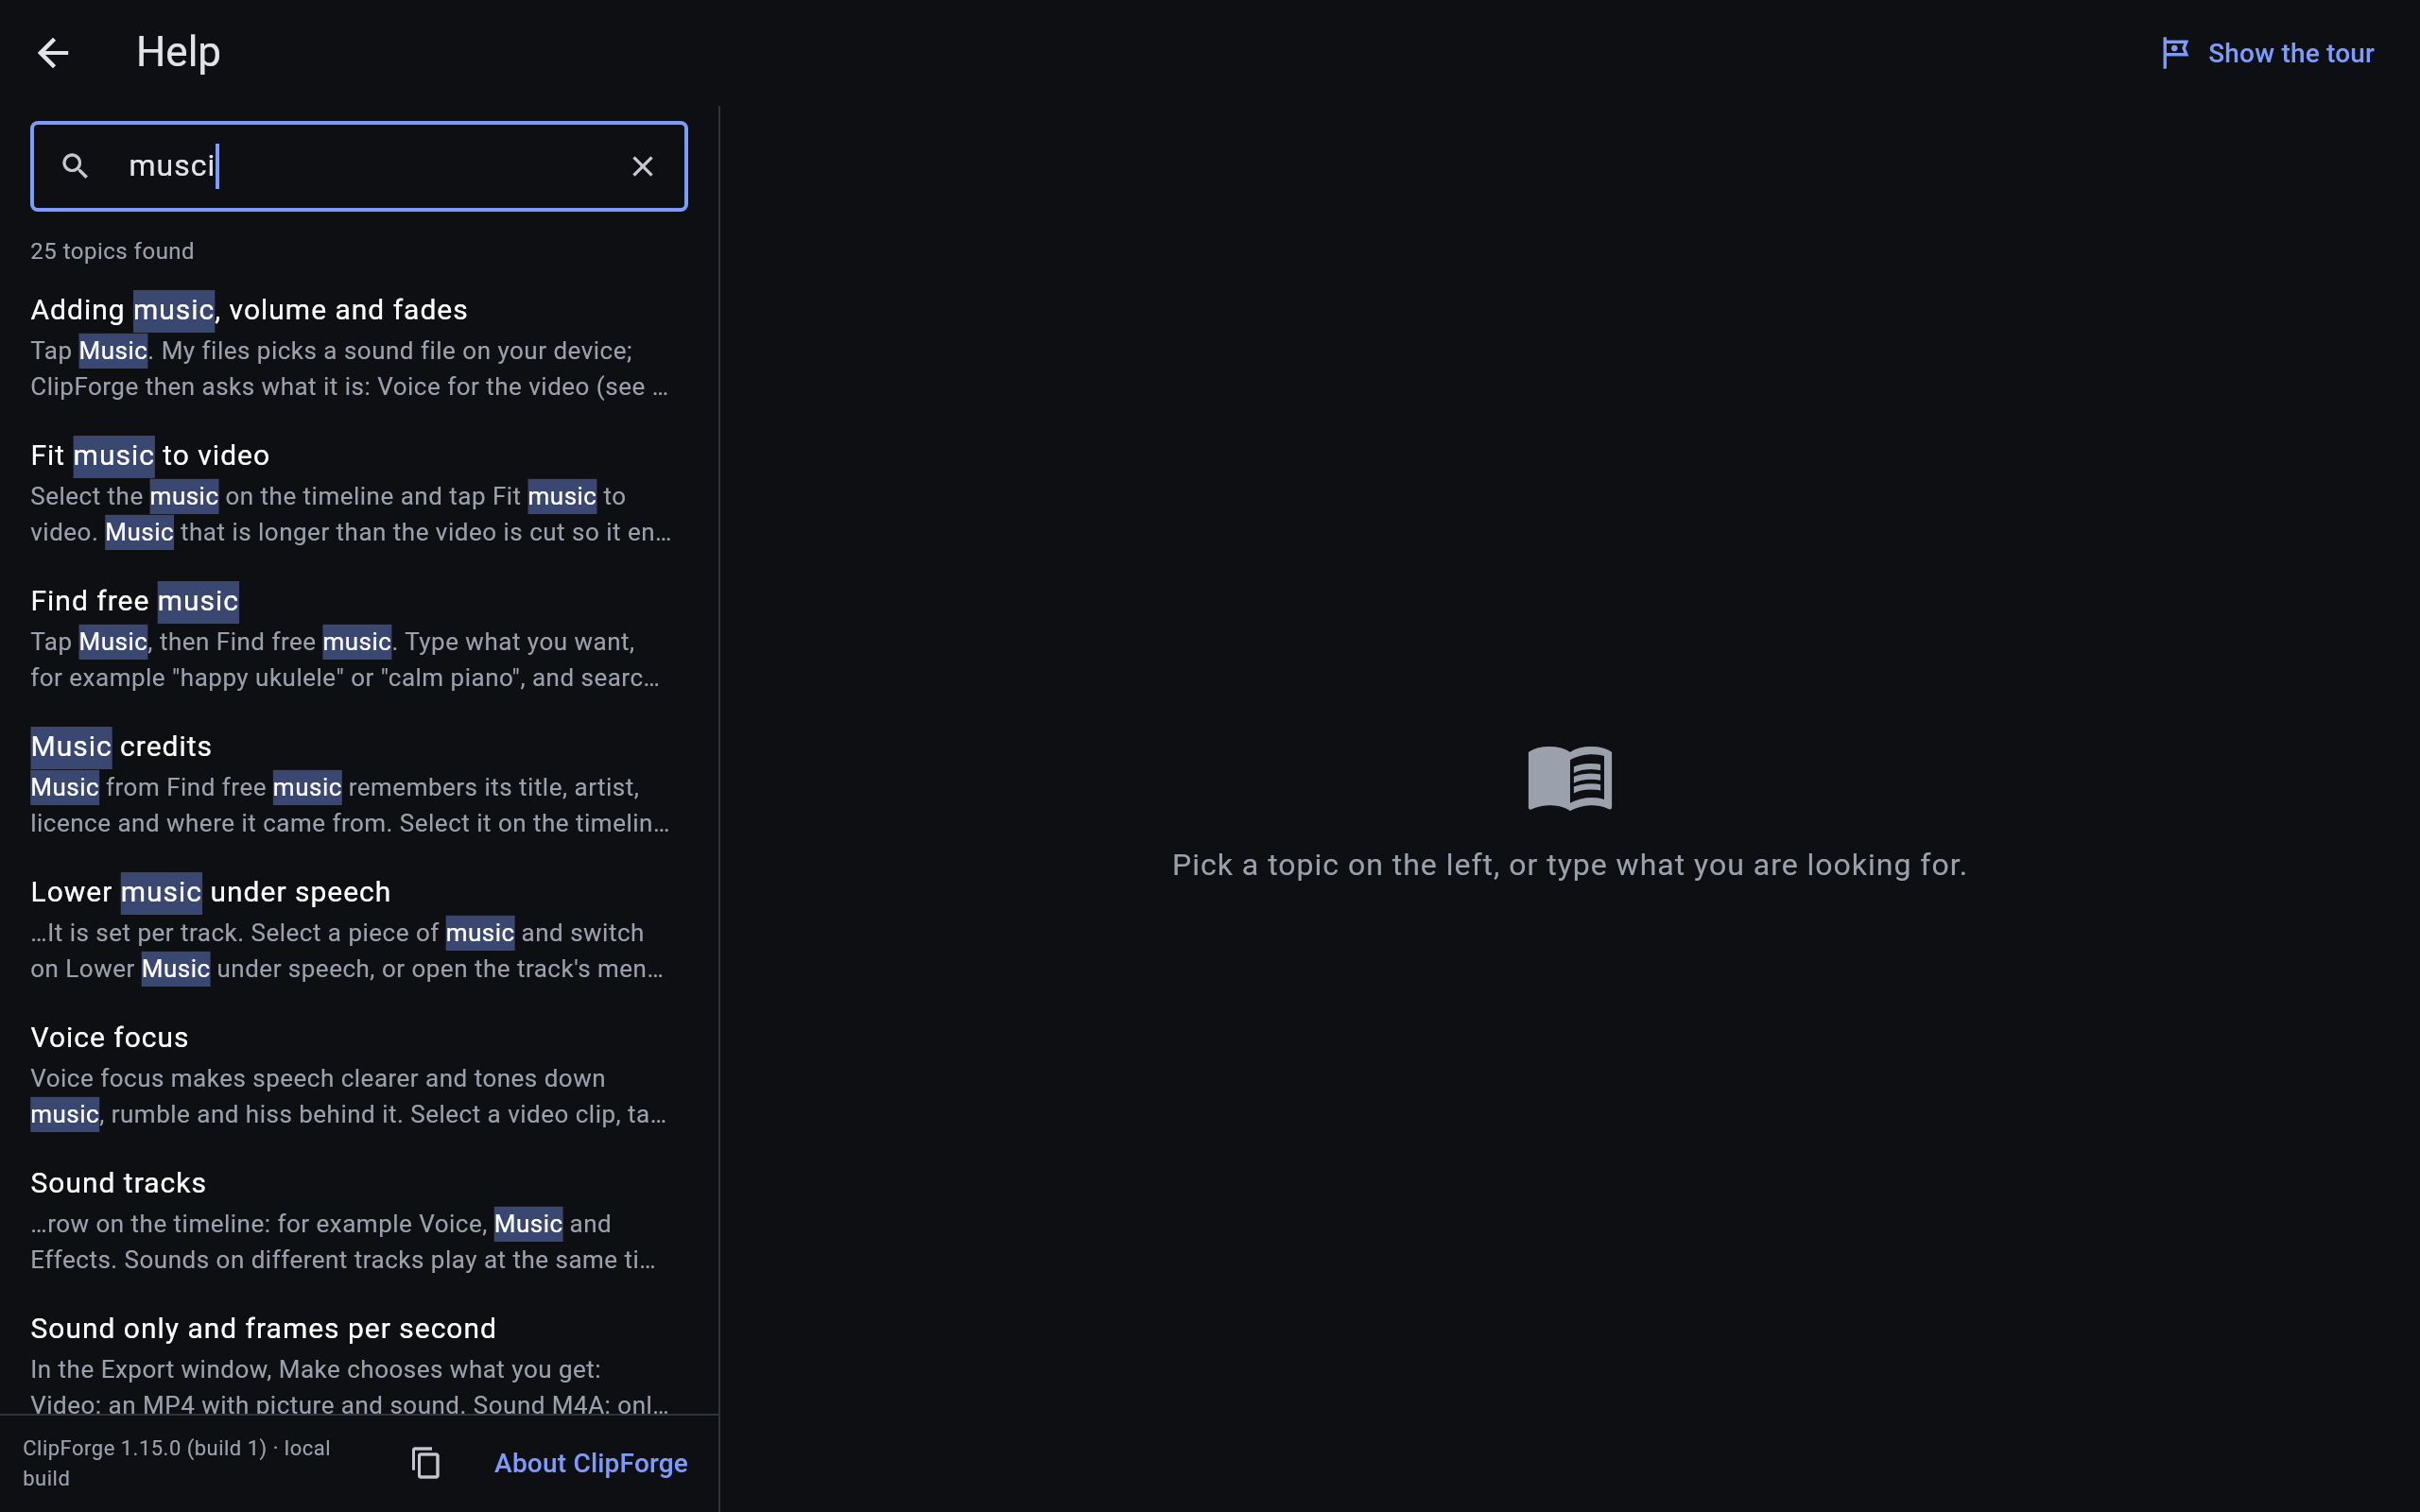 Help
Show the tour
musci
25 topics found
Adding music, volume and fades
Tap Music. My files picks a sound file on your device;
ClipForge then asks what it is: Voice for the video (see …
Fit music to video
Select the music on the timeline and tap Fit music to
video. Music that is longer than the video is cut so it en…
Find free music
Tap Music, then Find free music. Type what you want,
for example "happy ukulele" or "calm piano", and searc…
Music credits
Music from Find free music remembers its title, artist,
licence and where it came from. Select it on the timelin…
Lower music under speech
…It is set per track. Select a piece of music and switch
on Lower Music under speech, or open the track's men…
Voice focus
Voice focus makes speech clearer and tones down
music, rumble and hiss behind it. Select a video clip, ta…
Sound tracks
…row on the timeline: for example Voice, Music and
Effects. Sounds on different tracks play at the same ti…
Sound only and frames per second
In the Export window, Make chooses what you get:
Video: an MP4 with picture and sound. Sound M4A: onl…
Pick a topic on the left, or type what you are looking for.
ClipForge 1.15.0 (build 1) · local
build
About ClipForge